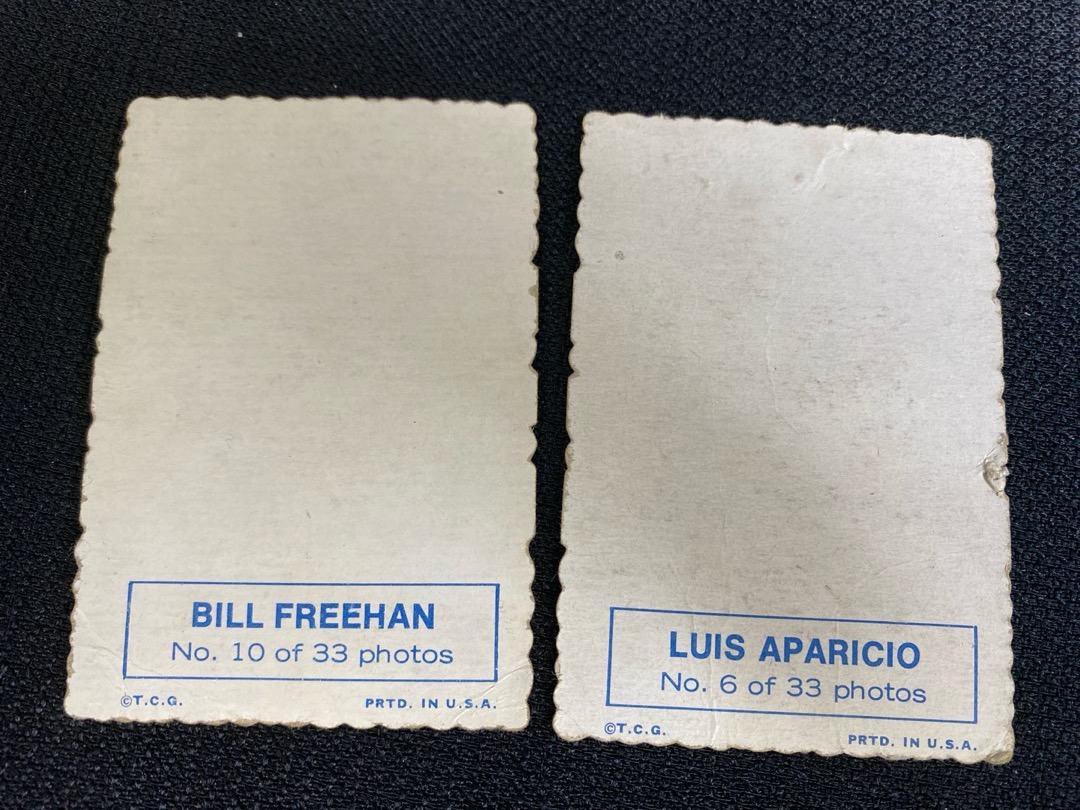 BILL FREEHAN
No. 10 of 33 photos
©T.C.G. PRTD. IN U.S.A.
LUIS APARICIO
No. 6 of 33 photos
©T.C.G. PRTD. IN U.S.A.